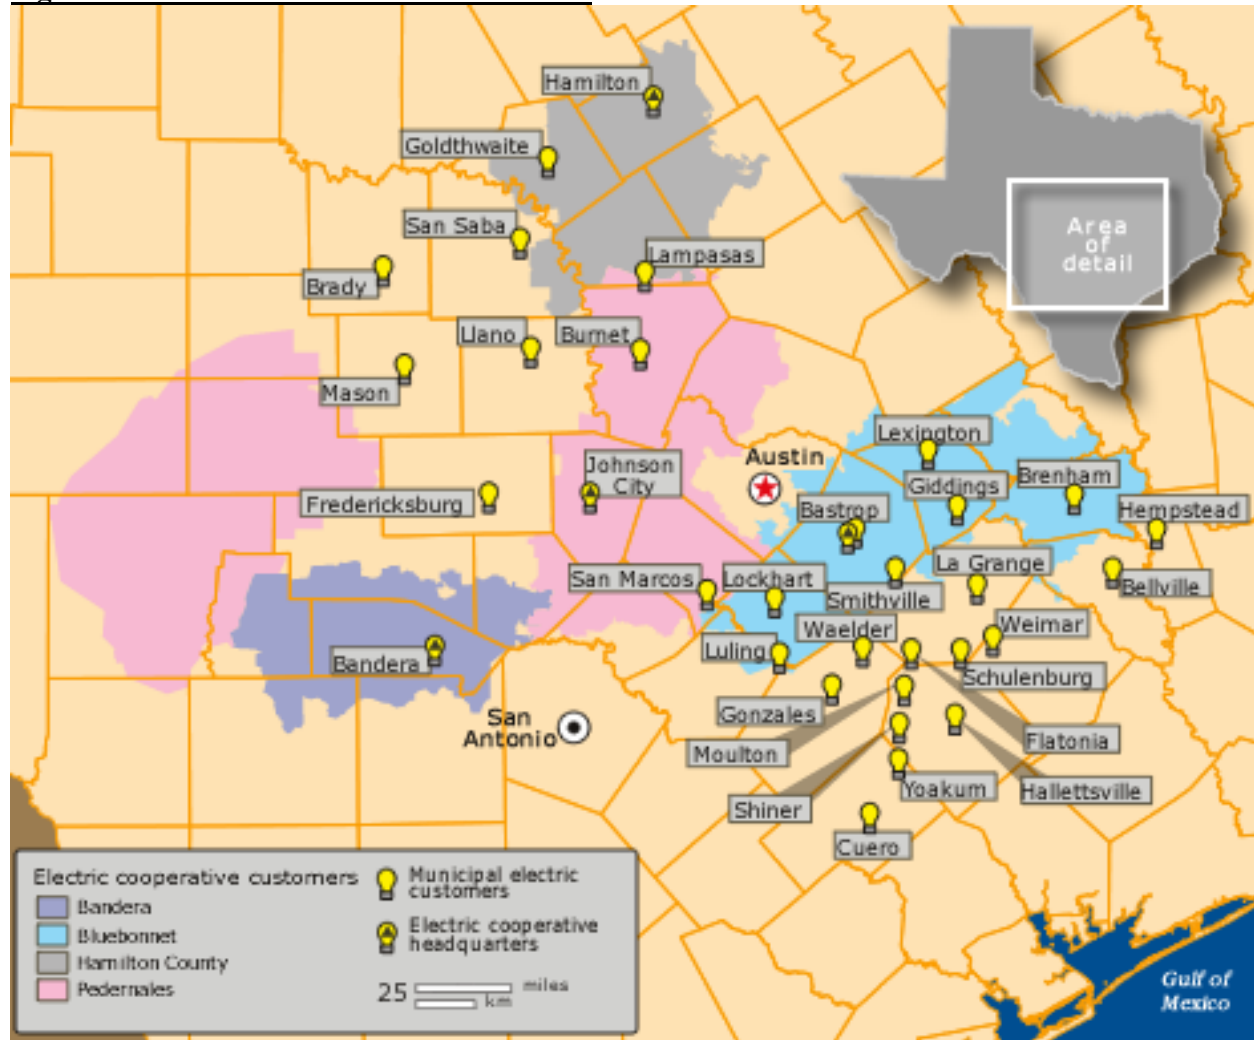 Hamilton
Goldthwaite
San Saba
Lampasas
Brady
Llano
Burnet
Mason
Area
of
detail
Lexington
Austin
Johnson
City
Giddings
Brenham
Fredericksburg
Bastrop
Hempstead
La Grange
San Marcos
Lockhart
Bellville
Smithville
Waelder
Weimar
Luling
Bandera
Schulenburg
Gonzales
San
Antonio
Flatonia
Moulton
Yoakum
Hallettsville
Shiner
Cuero
Electric cooperative customers
Bandera
Bluebonnet
Hamilton County
Pedernales
Municipal electric
customers
Electric cooperative
headquarters
25 miles
km
Gulf of
Mexico